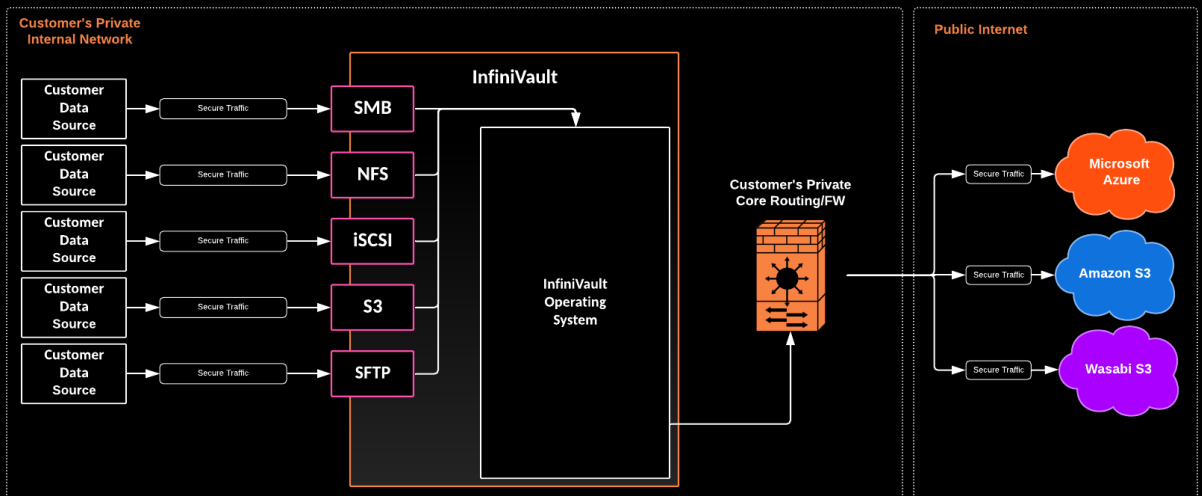 Customer's Private
Internal Network
Public Internet
InfiniVault
Customer
Data
Source
Secure Traffic
SMB
Customer
Data
Source
Secure Traffic
NFS
Customer
Data
Source
Secure Traffic
iSCSI
Customer
Data
Source
Secure Traffic
S3
Customer
Data
Source
Secure Traffic
SFTP
InfiniVault
Operating
System
Customer's Private
Core Routing/FW
Secure Traffic
Microsoft
Azure
Secure Traffic
Amazon S3
Secure Traffic
Wasabi S3